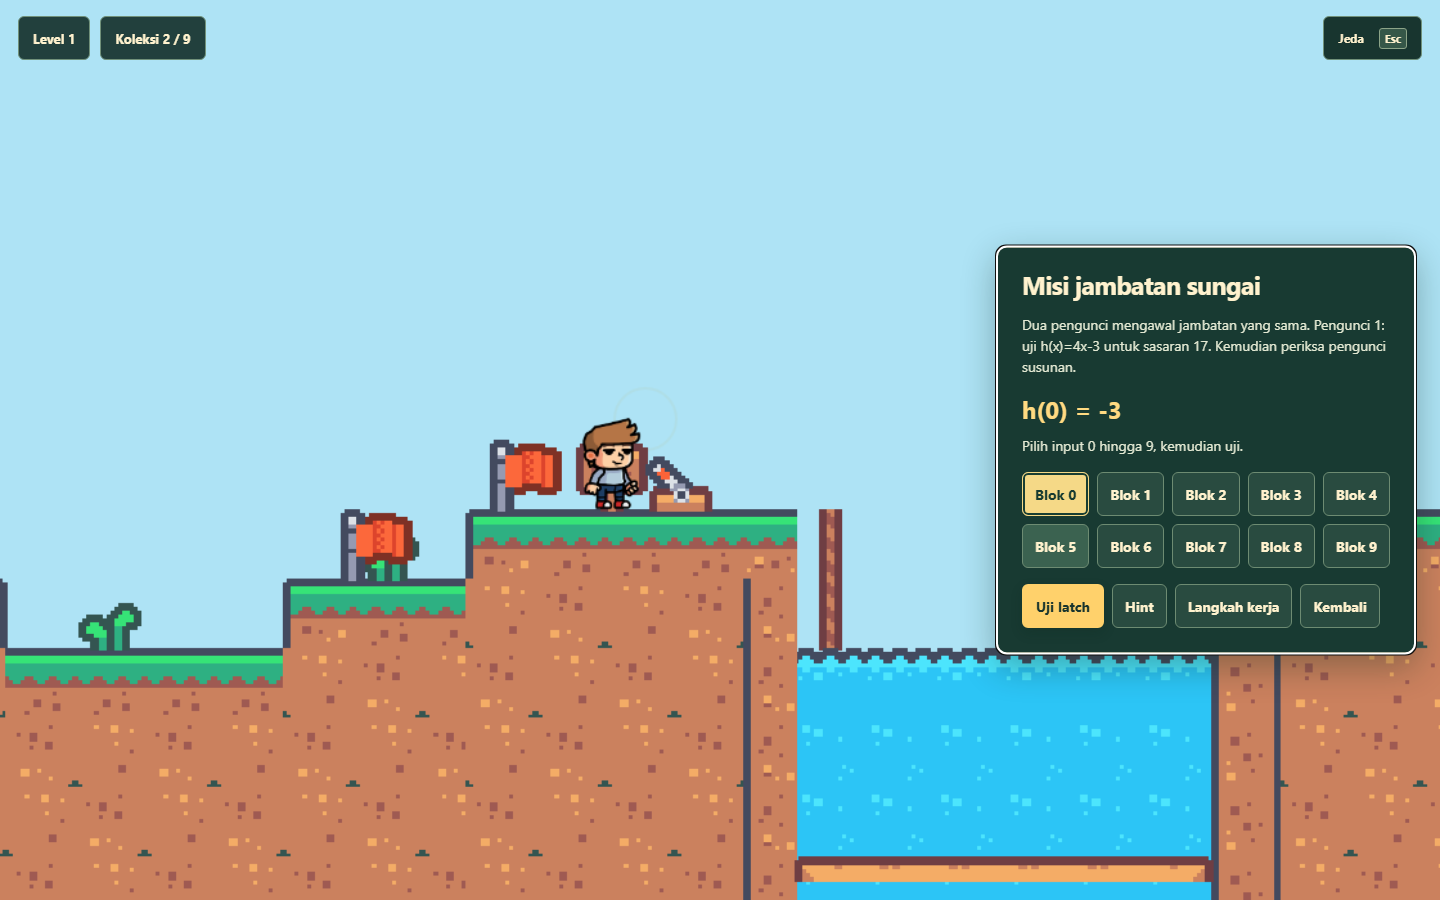 Level 1
Koleksi 2 / 9
Jeda Esc
Misi jambatan sungai
Dua pengunci mengawal jambatan yang sama. Pengunci 1:
uji h(x)=4x-3 untuk sasaran 17. Kemudian periksa pengunci
susunan.
h(0) = -3
Pilih input 0 hingga 9, kemudian uji.
Blok 0 Blok 1 Blok 2 Blok 3 Blok 4
Blok 5 Blok 6 Blok 7 Blok 8 Blok 9
Uji latch Hint Langkah kerja Kembali